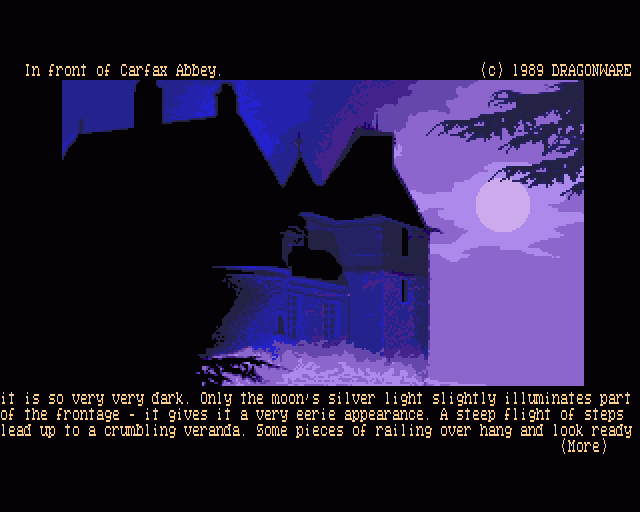 In front of Carfax Abbey.
(c) 1989 DRAGONWARE
it is so very very dark. Only the moon's silver light slightly illuminates part
of the frontage - it gives it a very eerie appearance. A steep flight of steps
lead up to a crumbling veranda. Some pieces of railing over hang and look ready
(More)